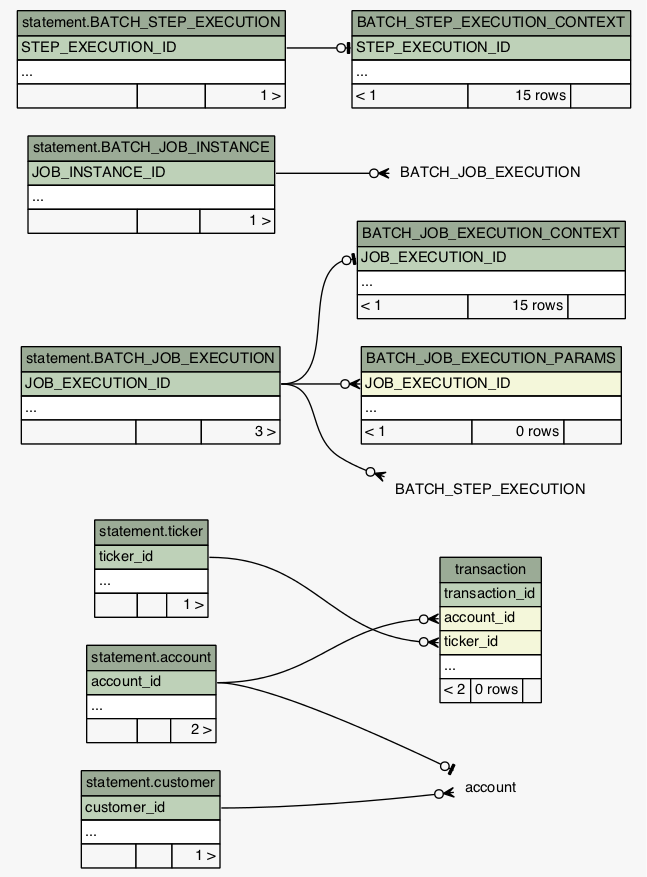 statement.BATCH_STEP_EXECUTION
STEP_EXECUTION_ID
...
1 >
BATCH_STEP_EXECUTION_CONTEXT
STEP_EXECUTION_ID
...
< 1 15 rows
statement.BATCH_JOB_INSTANCE
JOB_INSTANCE_ID
...
1 >
BATCH_JOB_EXECUTION
BATCH_JOB_EXECUTION_CONTEXT
JOB_EXECUTION_ID
...
< 1 15 rows
statement.BATCH_JOB_EXECUTION
JOB_EXECUTION_ID
...
3 >
BATCH_JOB_EXECUTION_PARAMS
JOB_EXECUTION_ID
...
< 1 0 rows
BATCH_STEP_EXECUTION
statement.ticker
ticker_id
...
1 >
transaction
transaction_id
account_id
ticker_id
...
< 2 0 rows
statement.account
account_id
...
2 >
account
statement.customer
customer_id
...
1 >